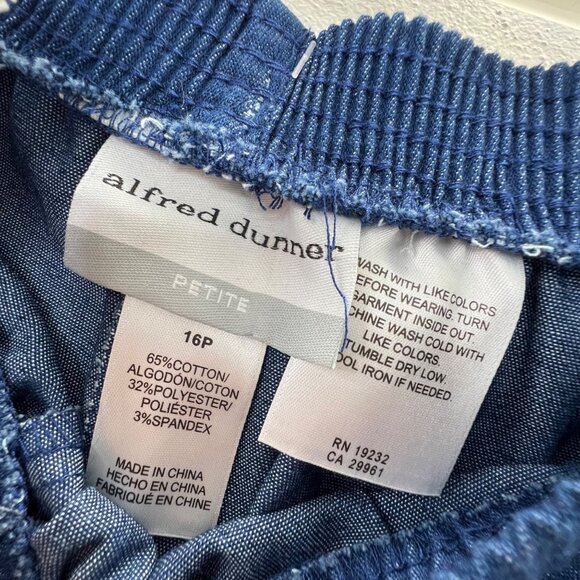 alfred dunner
PETITE
16P
65%COTTON/
ALGODÓN/COTON
32%POLYESTER/
POLIÉSTER
3%SPANDEX
MADE IN CHINA
HECHO EN CHINA
FABRIQUÉ EN CHINE
WASH WITH LIKE COLORS
BEFORE WEARING. TURN
GARMENT INSIDE OUT.
CHINE WASH COLD WITH
LIKE COLORS.
TUMBLE DRY LOW.
OOL IRON IF NEEDED.
RN 19232
CA 29961